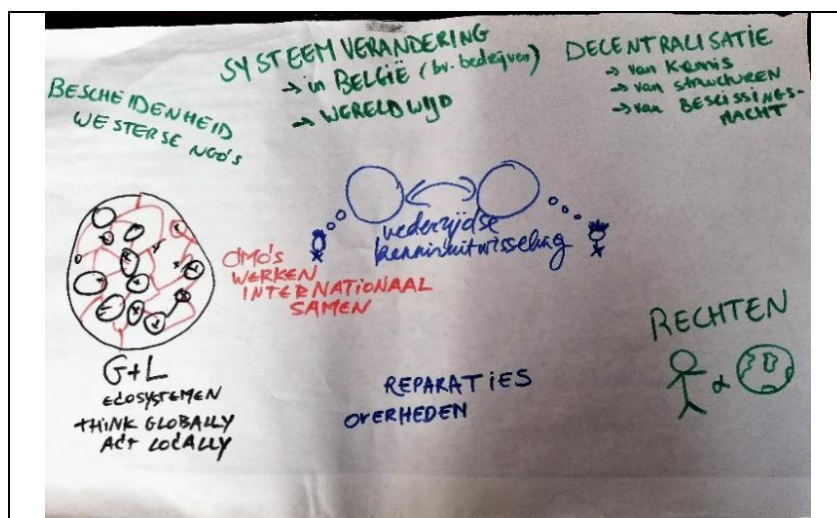 SYSTEEMVERANDERING
→ in BELGIË (bv. bedrijven)
→ WERELDWIJD
DECENTRALISATIE
→ van Kennis
→ van STRUCTUREN
→ van BESLISSINGS-
MACHT
BESCHEIDENHEID
WESTERSE NGO'S
wederzijdse
kennisuitwisseling
CMO'S
WERKEN
INTERNATIONAAL
SAMEN
G+L
ECOSYSTEMEN
THINK GLOBALLY
ACT LOCALLY
REPARATIES
OVERHEDEN
RECHTEN